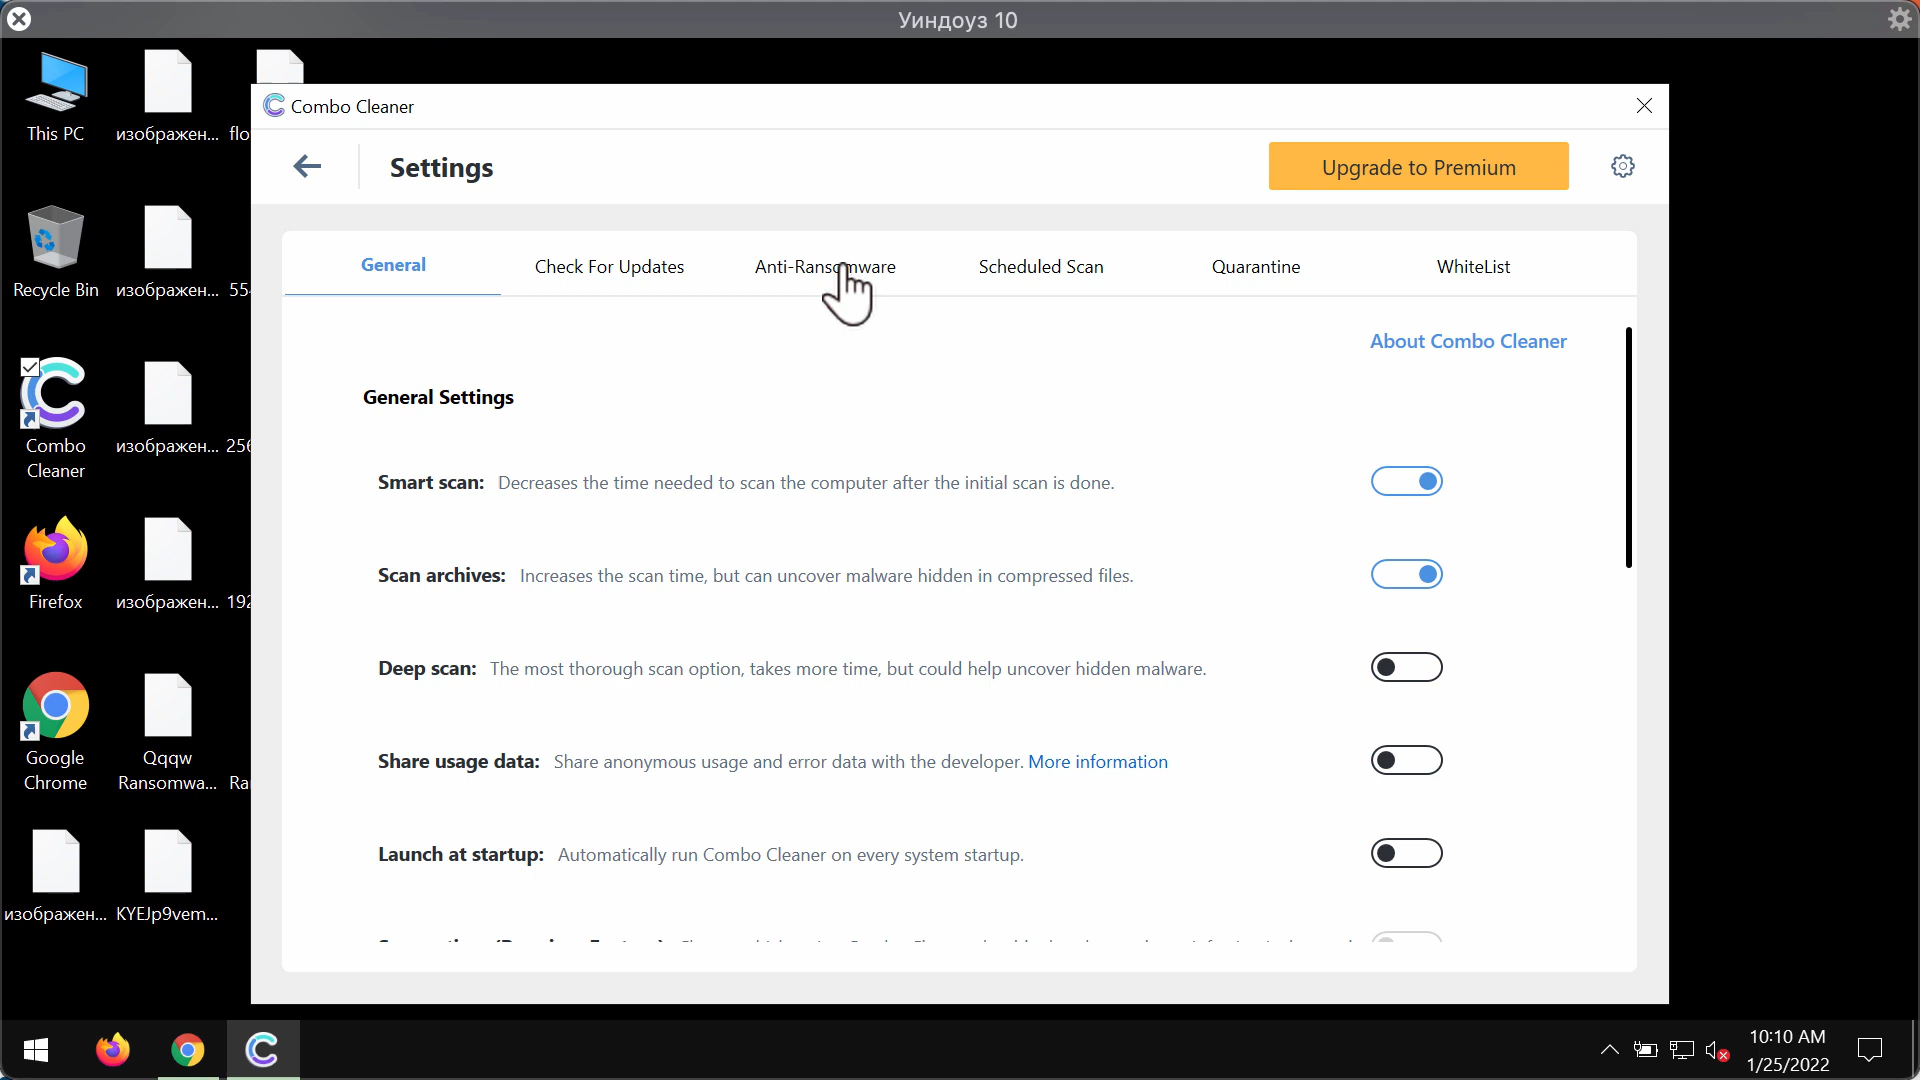 Уиндоуз 10
This PC
изображен...
flo
Combo Cleaner
Settings
Upgrade to Premium
Recycle Bin
изображен...
General
Check For Updates
Anti-Ransomware
Scheduled Scan
Quarantine
WhiteList
About Combo Cleaner
General Settings
Combo
Cleaner
изображен...
Smart scan: Decreases the time needed to scan the computer after the initial scan is done.
Scan archives: Increases the scan time, but can uncover malware hidden in compressed files.
Firefox
изображен...
192
Deep scan: The most thorough scan option, takes more time, but could help uncover hidden malware.
Google
Chrome
Qqqw
Ransomwa...
Ra
Share usage data: Share anonymous usage and error data with the developer. More information
Launch at startup: Automatically run Combo Cleaner on every system startup.
изображен...
KYEJp9vem...
10:10 AM
1/25/2022